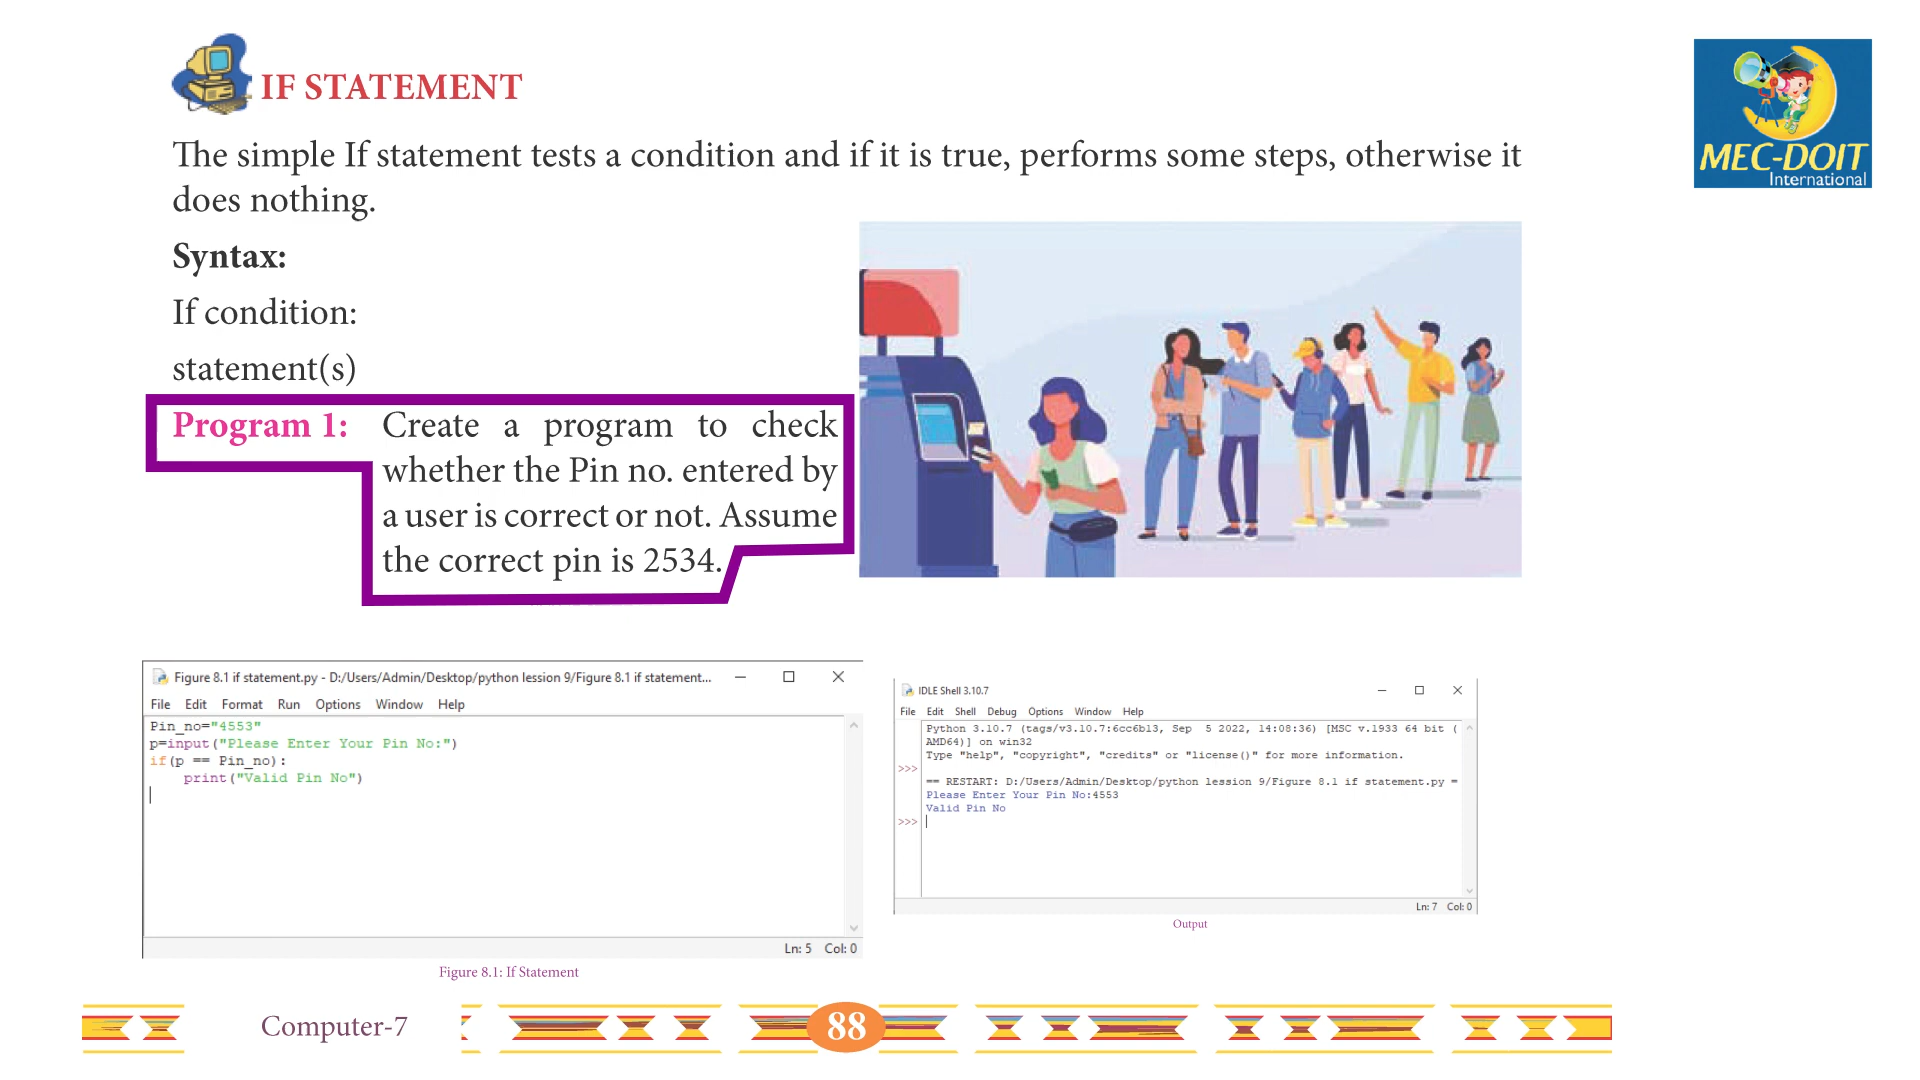 IF STATEMENT
MEC-DOIT
International
The simple If statement tests a condition and if it is true, performs some steps, otherwise it
does nothing.
Syntax:
If condition:
statement(s)
Program 1: Create a program to check
whether the Pin no. entered by
a user is correct or not. Assume
the correct pin is 2534.
Figure 8.1 if statement.py - D:/Users/Admin/Desktop/python lession 9/Figure 8.1 if statement...
File Edit Format Run Options Window Help
Pin_no="4553"
p=input("Please Enter Your Pin No:")
if(p == Pin_no):
print("Valid Pin No")
Ln: 5 Col: 0
Figure 8.1: If Statement
IDLE Shell 3.10.7
File Edit Shell Debug Options Window Help
Python 3.10.7 (tags/v3.10.7:6cc6b13, Sep 5 2022, 14:08:36) [MSC v.1933 64 bit (
AMD64)] on win32
Type "help", "copyright", "credits" or "license()" for more information.
>>>
== RESTART: D:/Users/Admin/Desktop/python lession 9/Figure 8.1 if statement.py =
Please Enter Your Pin No:4553
Valid Pin No
>>>
Ln: 7 Col: 0
Output
Computer-7
88